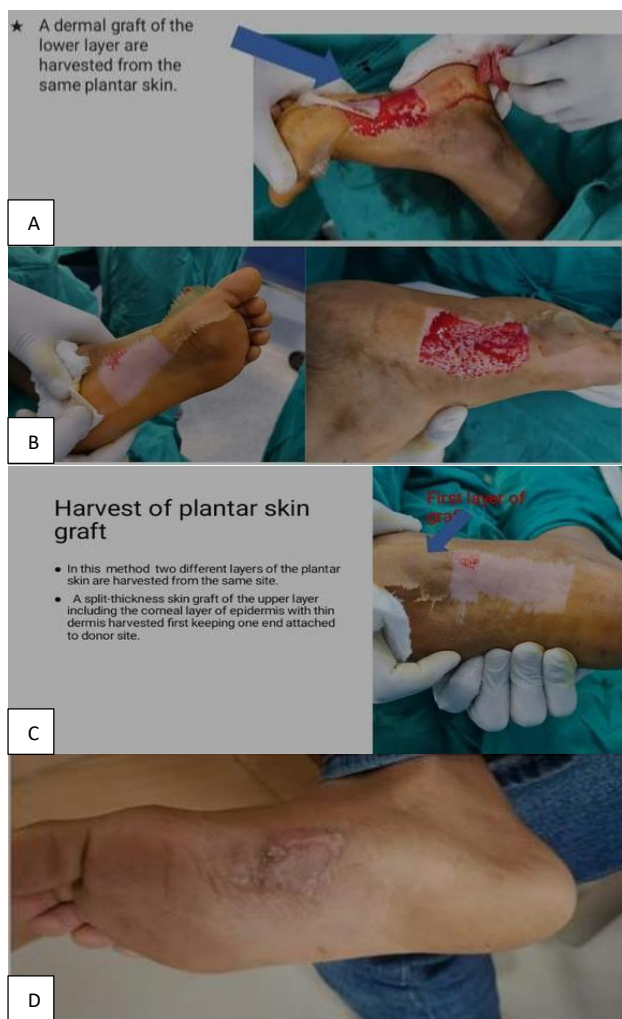 ★ A dermal graft of the
lower layer are
harvested from the
same plantar skin.
A
B
Harvest of plantar skin
graft
● In this method two different layers of the plantar
skin are harvested from the same site.
● A split-thickness skin graft of the upper layer
including the corneal layer of epidermis with thin
dermis harvested first keeping one end attached
to donor site.
First layer of
C
D